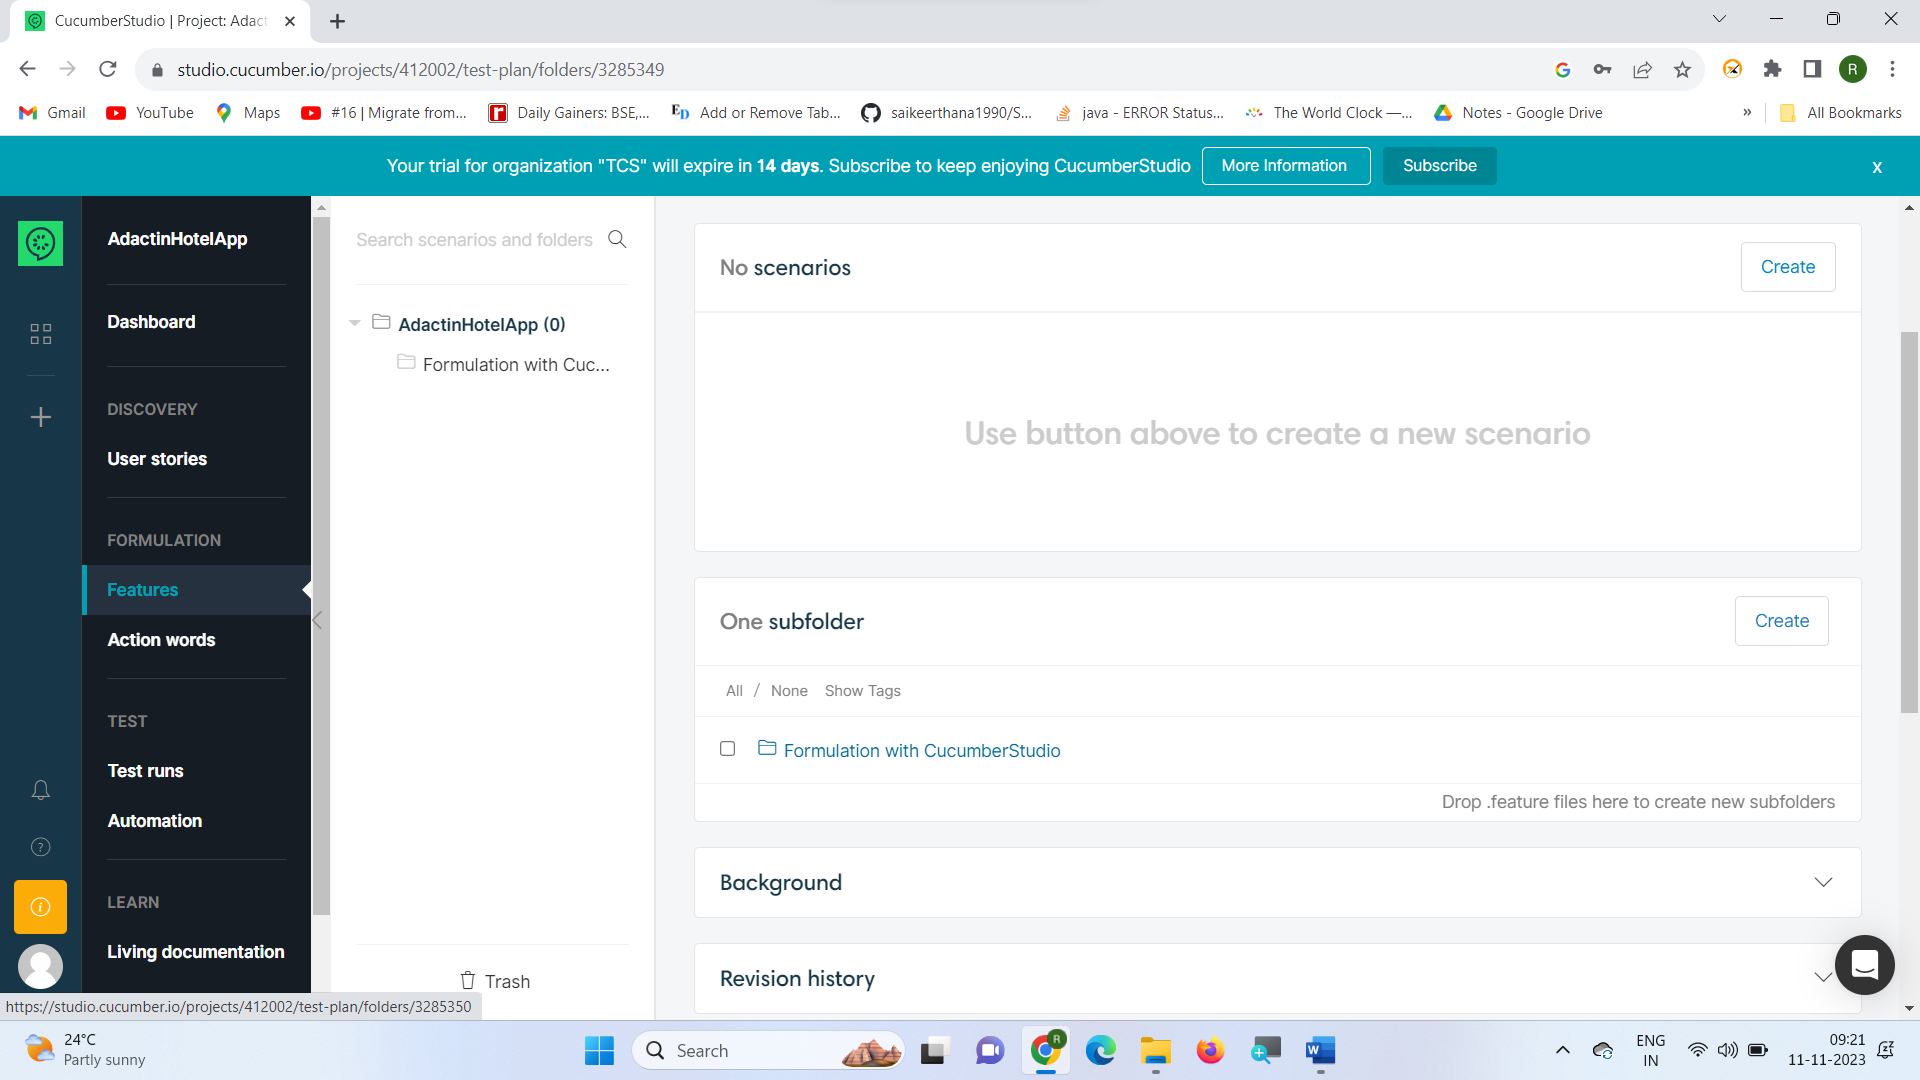 CucumberStudio | Project: Adact
studio.cucumber.io/projects/412002/test-plan/folders/3285349
R
Gmail
YouTube
Maps
#16 | Migrate from...
Daily Gainers: BSE,...
Add or Remove Tab...
saikeerthana1990/S...
java - ERROR Status...
The World Clock —...
Notes - Google Drive
»
All Bookmarks
Your trial for organization "TCS" will expire in 14 days. Subscribe to keep enjoying CucumberStudio
More Information
Subscribe
x
AdactinHotelApp
Dashboard
DISCOVERY
User stories
FORMULATION
Features
Action words
TEST
Test runs
Automation
LEARN
Living documentation
Search scenarios and folders
AdactinHotelApp (0)
Formulation with Cuc...
Trash
No scenarios
Create
Use button above to create a new scenario
One subfolder
Create
All / None Show Tags
Formulation with CucumberStudio
Drop .feature files here to create new subfolders
Background
Revision history
https://studio.cucumber.io/projects/412002/test-plan/folders/3285350
24°C
Partly sunny
Search
R
ENG
IN
09:21
11-11-2023